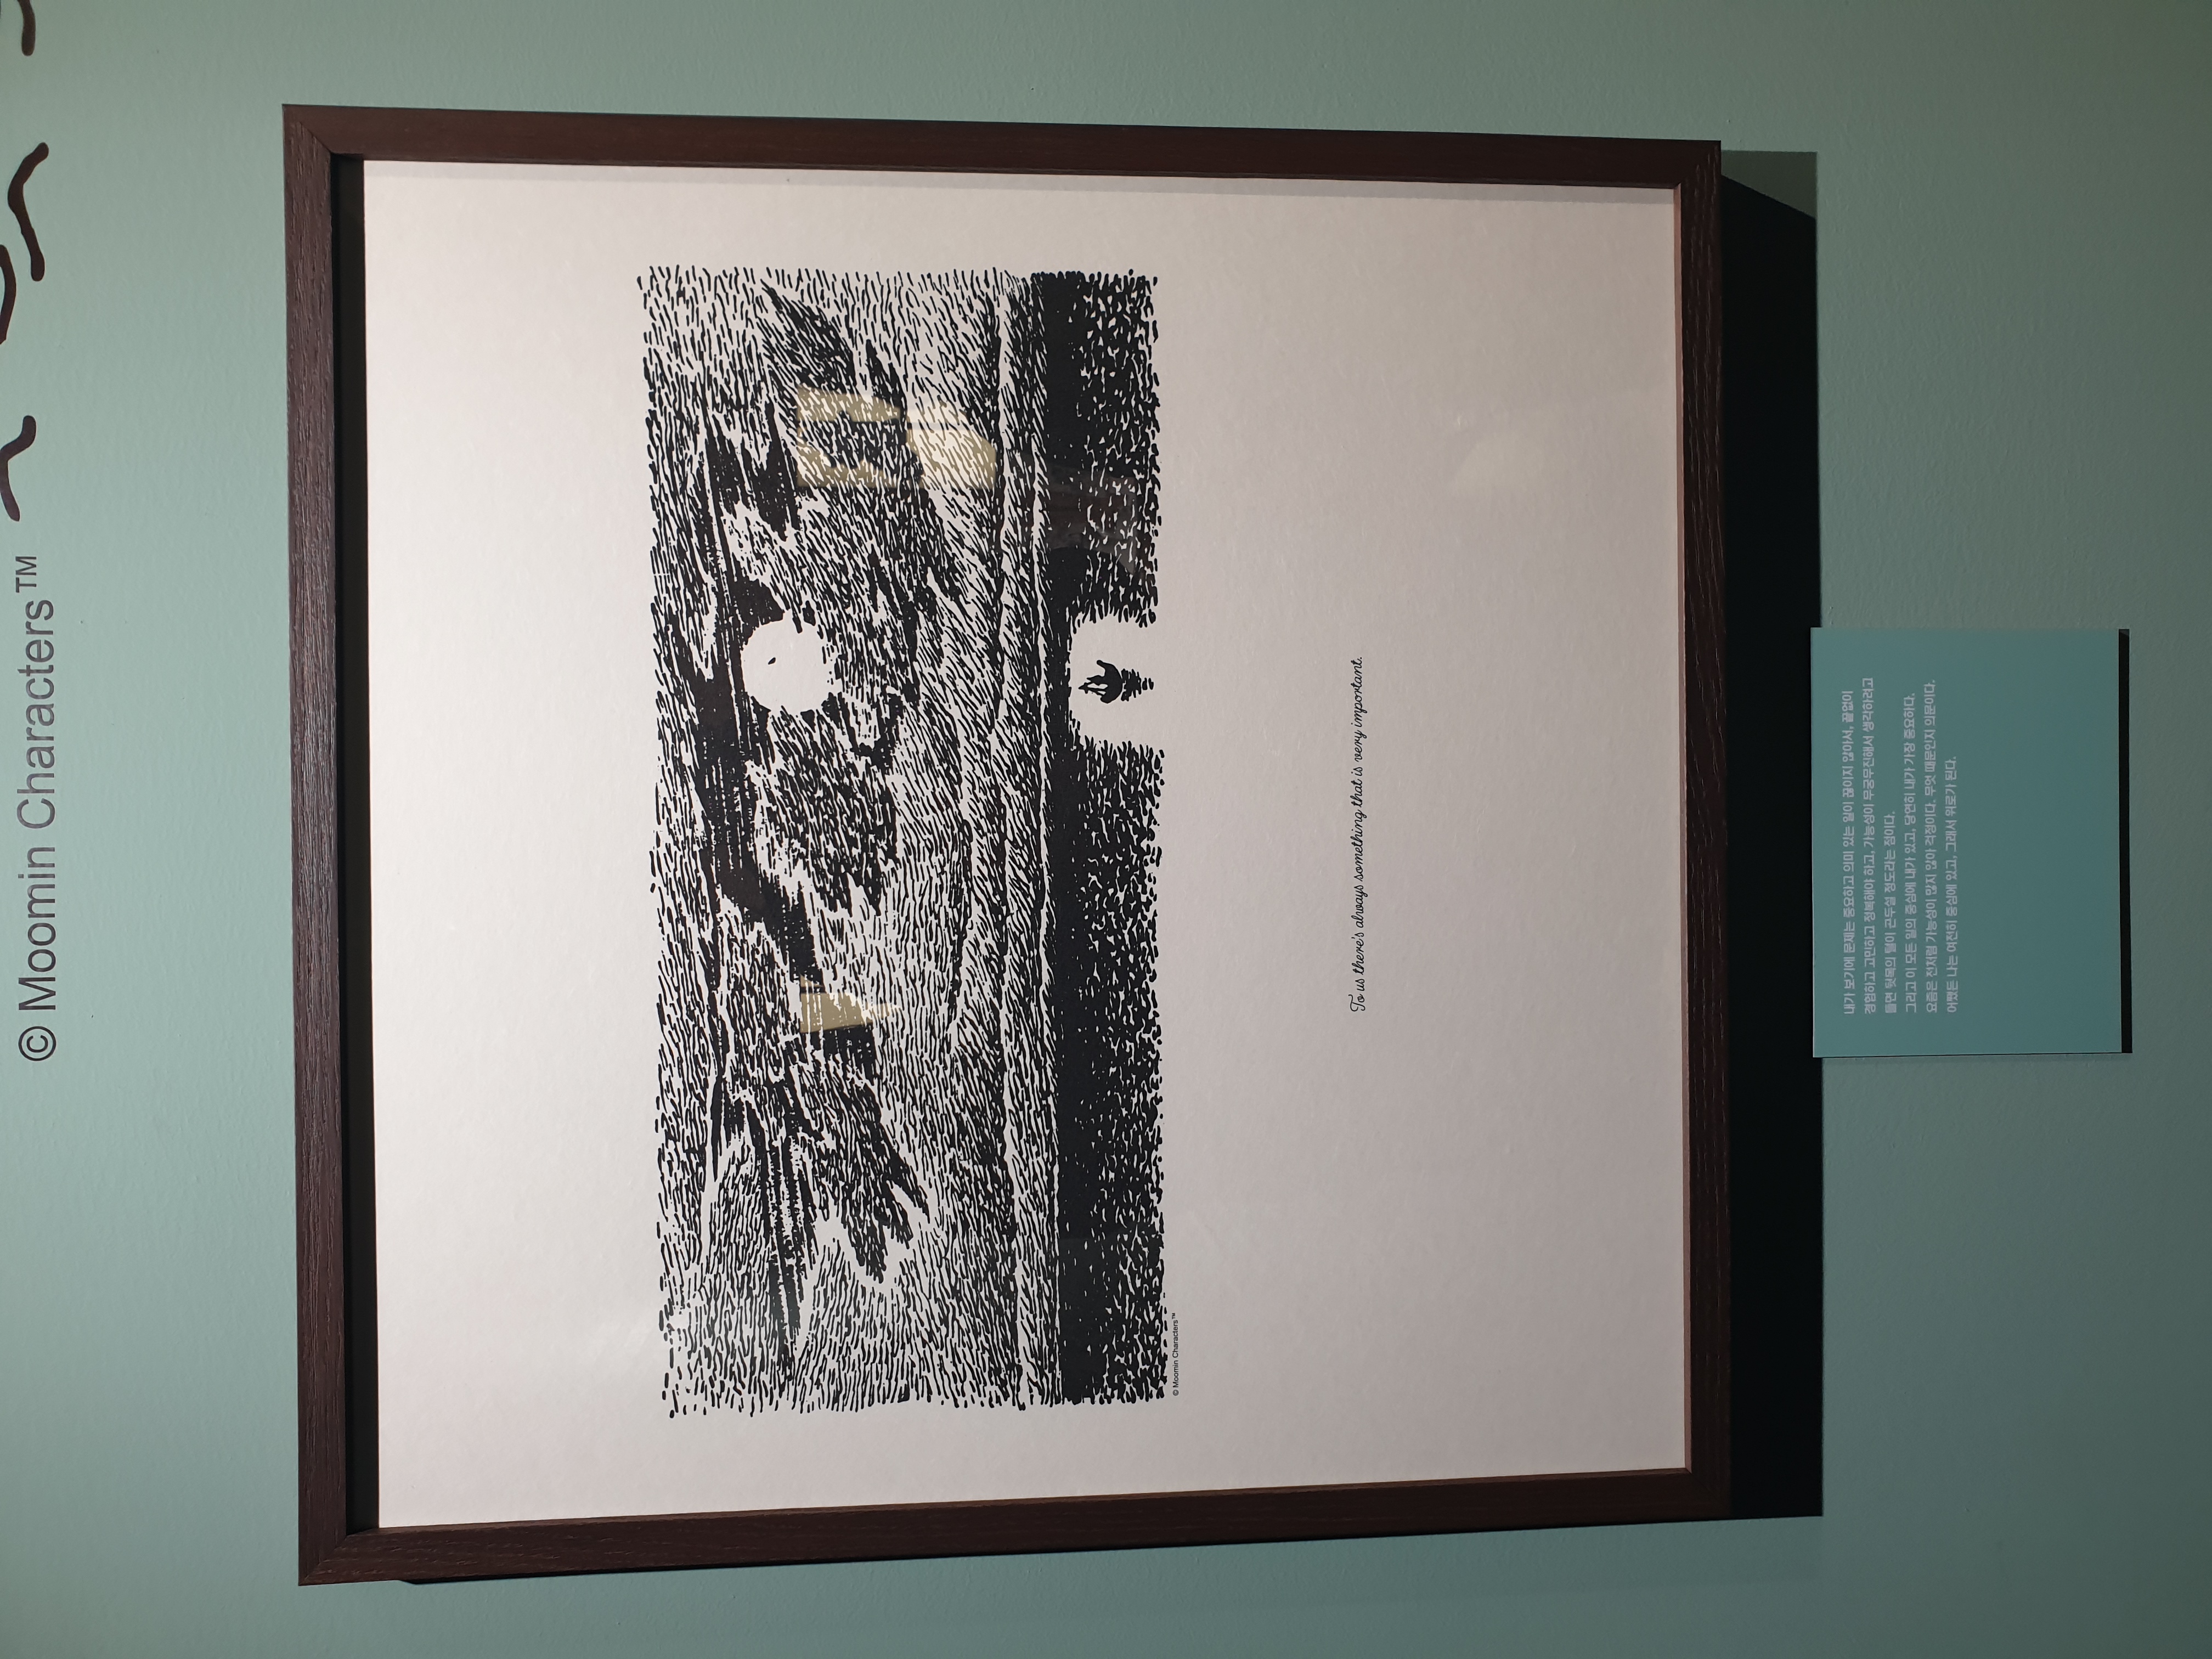 © Moomin Characters™
© Moomin Characters™
To us there's always something that is very important.
내가 보기에 문제는 중요하고 의미 있는 일이 끊이지 않아서, 끝없이
경험하고 고민하고 정복해야 하고, 가능성이 무궁무진해서 생각하려고
들면 뒷목의 털이 곤두설 정도라는 점이다.
그리고 이 모든 일의 중심에 내가 있고, 당연히 내가 가장 중요하다.
요즘은 전처럼 가능성이 많지 않아 걱정이다. 무엇 때문인지 의문이다.
어쨌든 나는 여전히 중심에 있고, 그래서 위로가 된다.